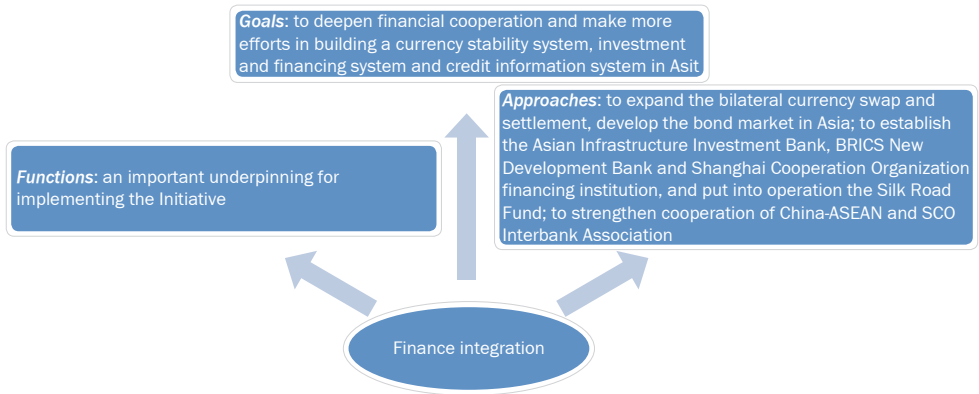 Goals: to deepen financial cooperation and make more
efforts in building a currency stability system, investment
and financing system and credit information system in Asit
Approaches: to expand the bilateral currency swap and
settlement, develop the bond market in Asia; to establish
the Asian Infrastructure Investment Bank, BRICS New
Development Bank and Shanghai Cooperation Organization
financing institution, and put into operation the Silk Road
Fund; to strengthen cooperation of China-ASEAN and SCO
Interbank Association
Functions: an important underpinning for
implementing the Initiative
Finance integration